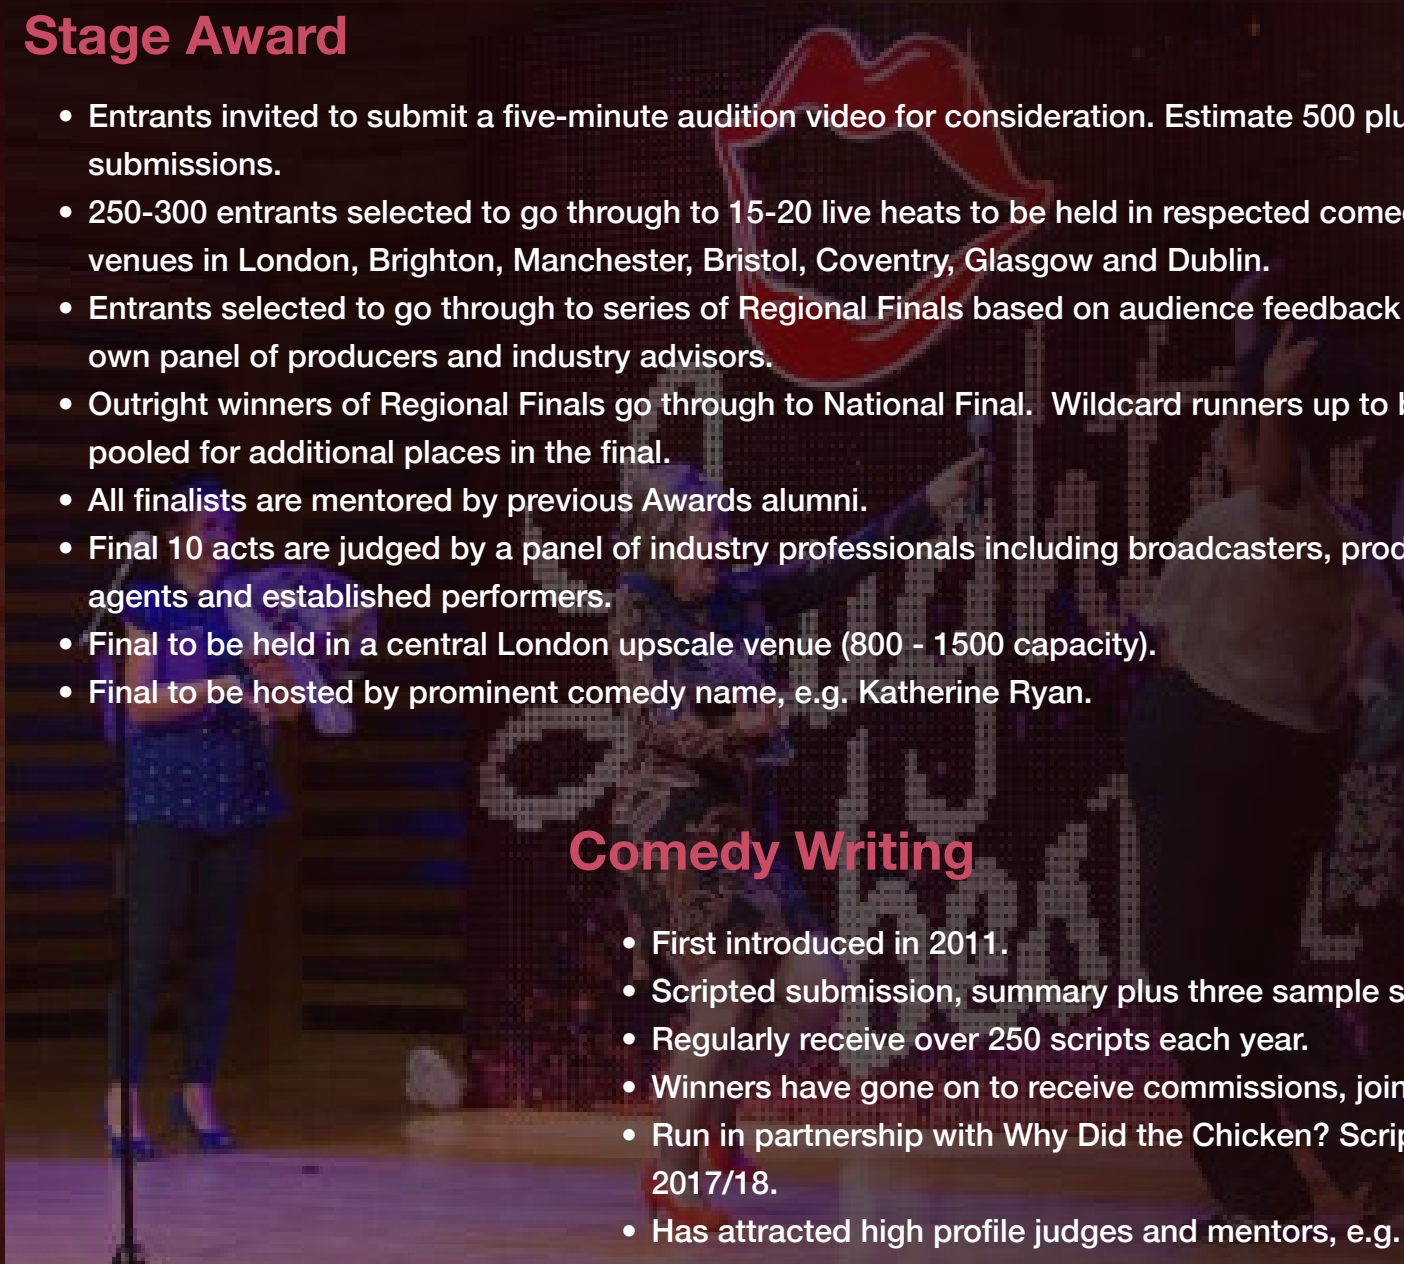 Stage Award
• Entrants invited to submit a five-minute audition video for consideration. Estimate 500
submissions.
• 250-300 entrants selected to go through to 15-20 live heats to be held in respected
venues in London, Brighton, Manchester, Bristol, Coventry, Glasgow and Dublin.
• Entrants selected to go through to series of Regional Finals based on audience feedback
own panel of producers and industry advisors.
• Outright winners of Regional Finals go through to National Final.  Wildcard runners up to
pooled for additional places in the final.
• All finalists are mentored by previous Awards alumni.
• Final 10 acts are judged by a panel of industry professionals including broadcasters,
agents and established performers.
• Final to be held in a central London upscale venue (800 - 1500 capacity).
• Final to be hosted by prominent comedy name, e.g. Katherine Ryan.
Comedy Writing
• First introduced in 2011.
• Scripted submission, summary plus three sample
• Regularly receive over 250 scripts each year.
• Winners have gone on to receive commissions,
• Run in partnership with Why Did the Chicken?
2017/18.
• Has attracted high profile judges and mentors, e.g.